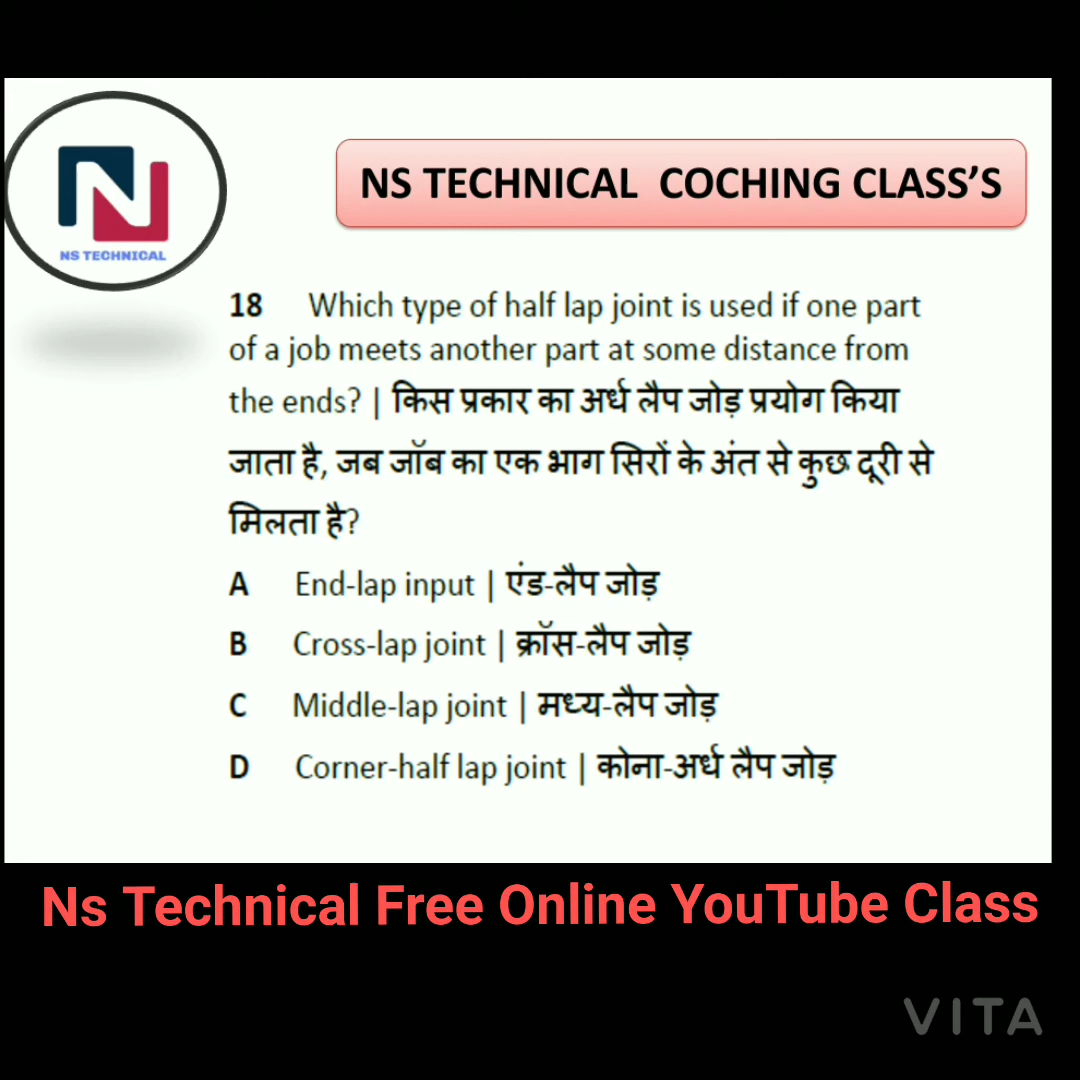 NS TECHNICAL
NS TECHNICAL COCHING CLASS’S
18 Which type of half lap joint is used if one part
of a job meets another part at some distance from
the ends? | किस प्रकार का अर्ध लैप जोड़ प्रयोग किया
जाता है, जब जॉब का एक भाग सिरों के अंत से कुछ दूरी से
मिलता है?
A End-lap input | एंड-लैप जोड़
B Cross-lap joint | क्रॉस-लैप जोड़
C Middle-lap joint | मध्य-लैप जोड़
D Corner-half lap joint | कोना-अर्ध लैप जोड़
Ns Technical Free Online YouTube Class
VITA